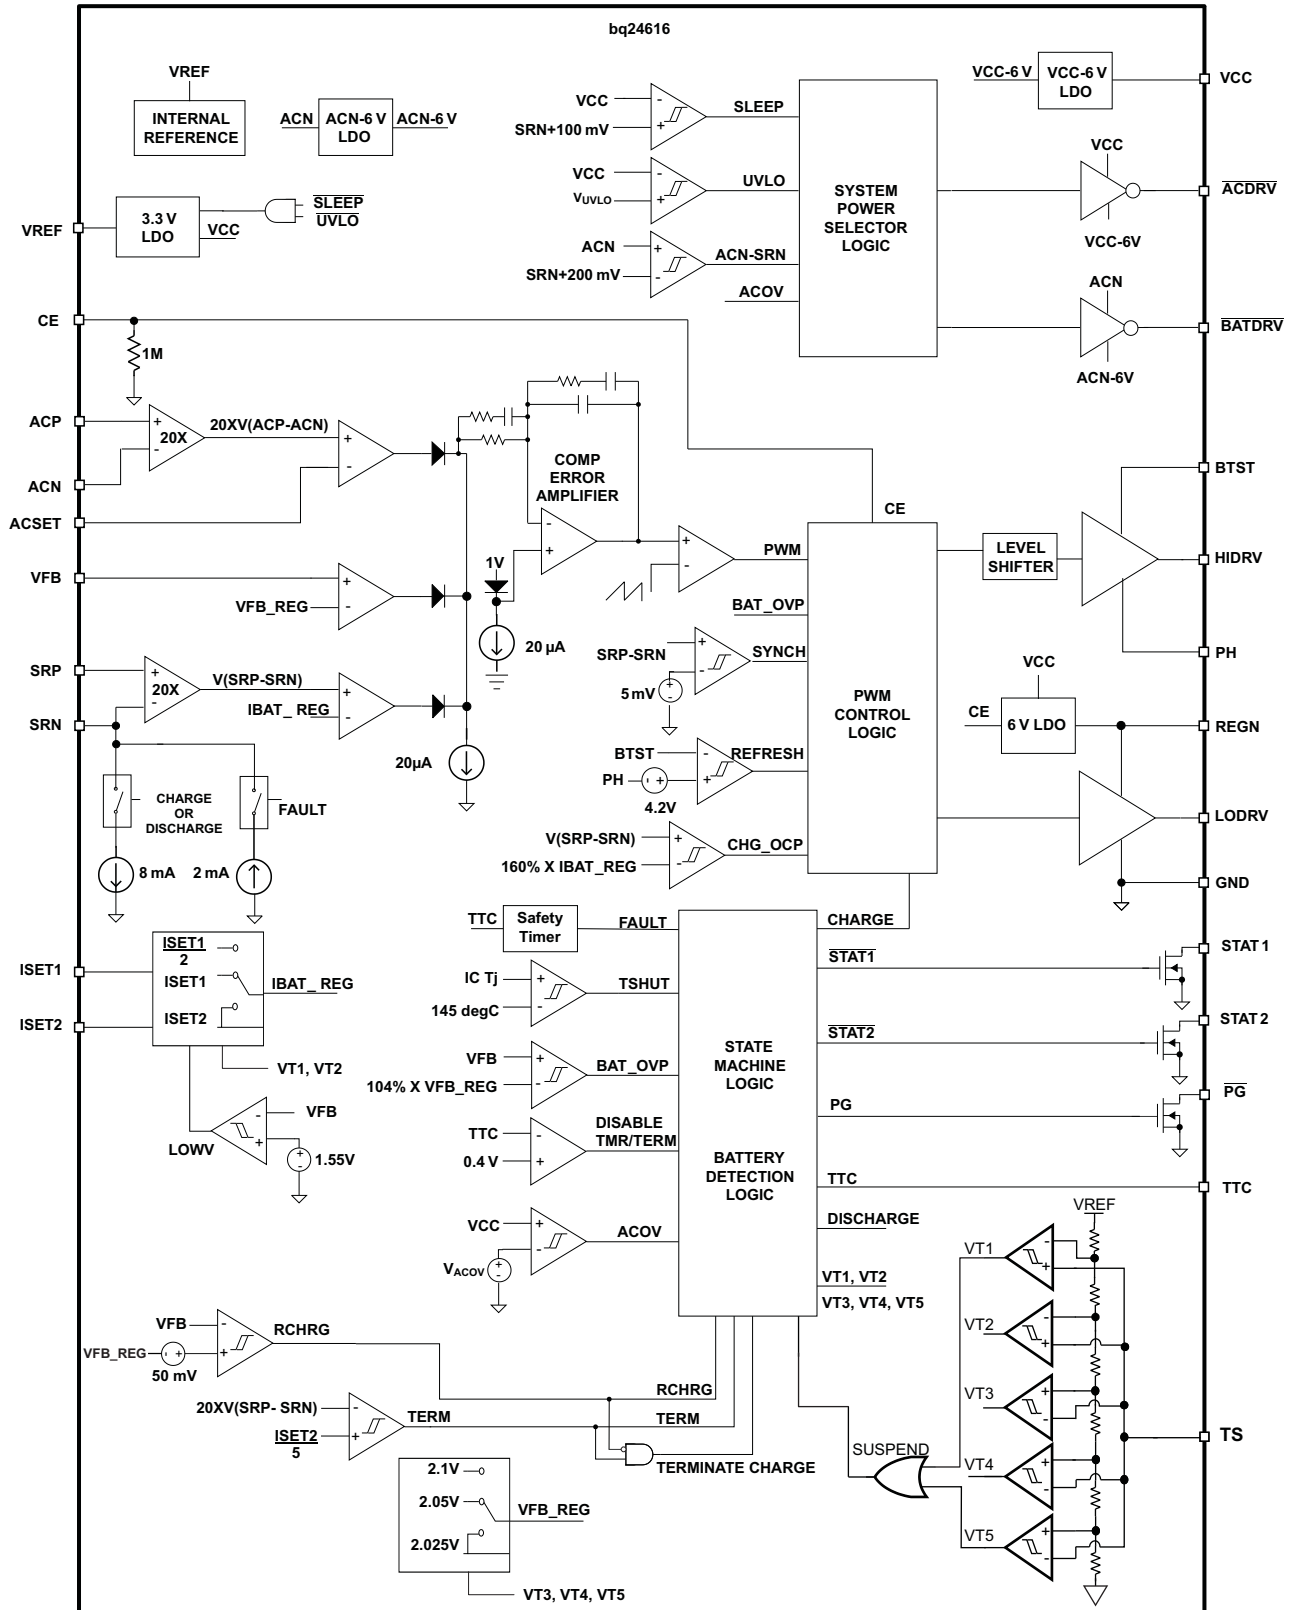 bq24616
VREF
INTERNAL
REFERENCE
ACN
ACN-6 V
LDO
ACN-6 V
VCC
-
SLEEP
SRN+100 mV
+
VCC
-
UVLO
VUVLO
+
ACN
+
ACN-SRN
SRN+200 mV
-
ACOV
SYSTEM
POWER
SELECTOR
LOGIC
VCC-6 V
VCC-6 V
LDO
VCC
VCC
ACDRV
VCC-6V
ACN
BATDRV
ACN-6V
VREF
3.3 V
LDO
VCC
SLEEP
UVLO
CE
1M
ACP
+
20X
-
20XV(ACP-ACN)
+
-
ACN
ACSET
COMP
ERROR
AMPLIFIER
-
+
1V
20 µA
+
-
PWM
CE
VFB
+
VFB_REG
-
SRP
+
20X
-
V(SRP-SRN)
+
IBAT_ REG
-
SRN
20µA
CHARGE
OR
DISCHARGE
FAULT
8 mA
2 mA
BAT_OVP
SRP-SRN
+
-
SYNCH
5 mV
+
-
BTST
-
REFRESH
PH
- +
+
4.2V
V(SRP-SRN)
+
CHG_OCP
160% X IBAT_REG
-
PWM
CONTROL
LOGIC
LEVEL
SHIFTER
BTST
HIDRV
PH
VCC
CE
6 V LDO
REGN
LODRV
GND
ISET1
ISET2
ISET1
2
ISET1
ISET2
IBAT_ REG
VT1, VT2
LOWV
-
+
VFB
+
-
1.55V
TTC
Safety
Timer
FAULT
IC Tj
+
TSHUT
145 degC
-
VFB
+
BAT_OVP
104% X VFB_REG
-
TTC
-
DISABLE
TMR/TERM
0.4 V
+
VCC
+
ACOV
-
VACOV
+
-
STATE
MACHINE
LOGIC
BATTERY
DETECTION
LOGIC
CHARGE
STAT1
STAT 1
STAT2
STAT 2
PG
PG
TTC
TTC
DISCHARGE
VT1, VT2
VT3, VT4, VT5
VFB
-
RCHRG
VFB_REG
- +
+
50 mV
RCHRG
20XV(SRP- SRN)
-
TERM
TERM
ISET2
5
+
TERMINATE CHARGE
2.1V
2.05V
2.025V
VFB_REG
VT3, VT4, VT5
SUSPEND
VREF
VT1
-
+
VT2
-
+
VT3
+
-
VT4
+
-
VT5
+
-
TS